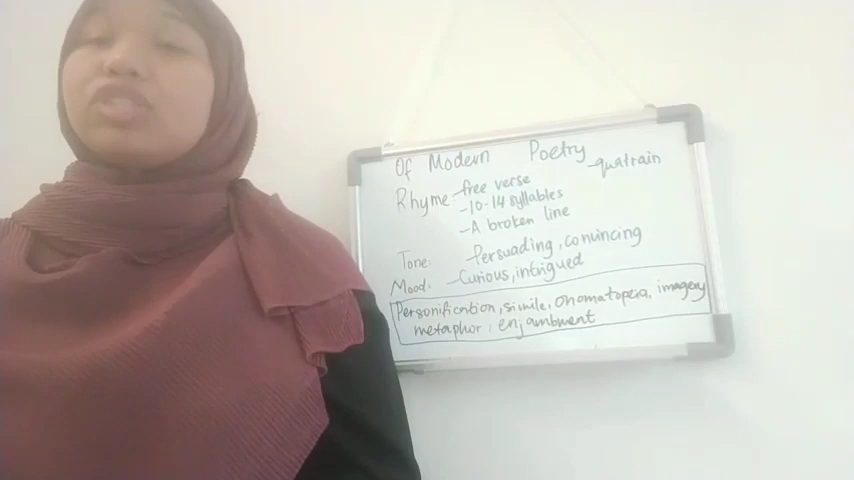 Of Modern Poetry
-quatrain
Rhyme: -free verse
-10-14 syllables
-A broken line
Tone: -Persuading, convincing
Mood: -Curious, intrigued
Personification, simile, onomatopeia, imagery
metaphor, enjambment